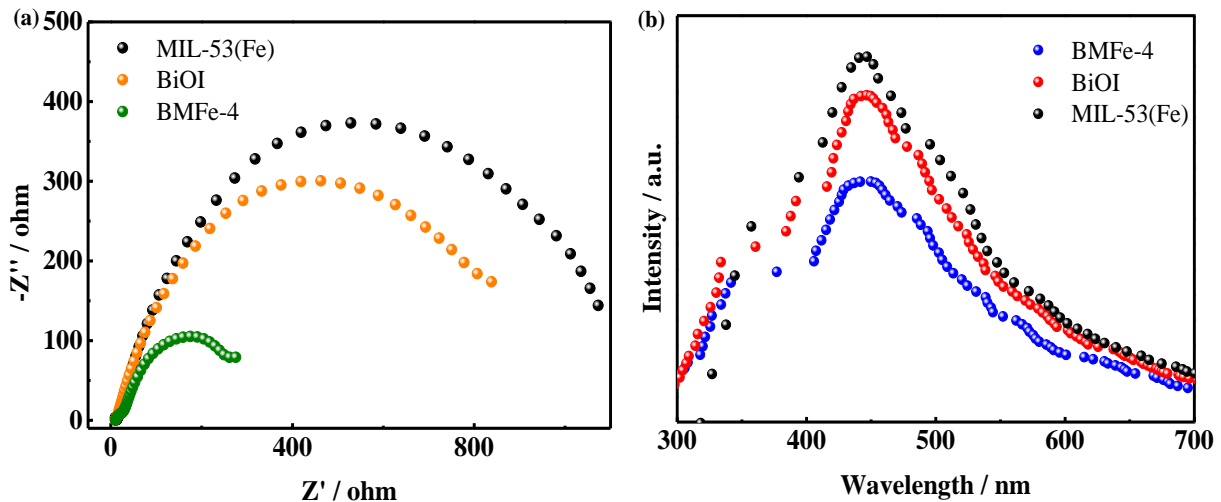 (a)
500
400
300
200
100
0
-Z'' / ohm
MIL-53(Fe)
BiOI
BMFe-4
0
400
800
Z' / ohm
(b)
Intensity / a.u.
BMFe-4
BiOI
MIL-53(Fe)
300
400
500
600
700
Wavelength / nm